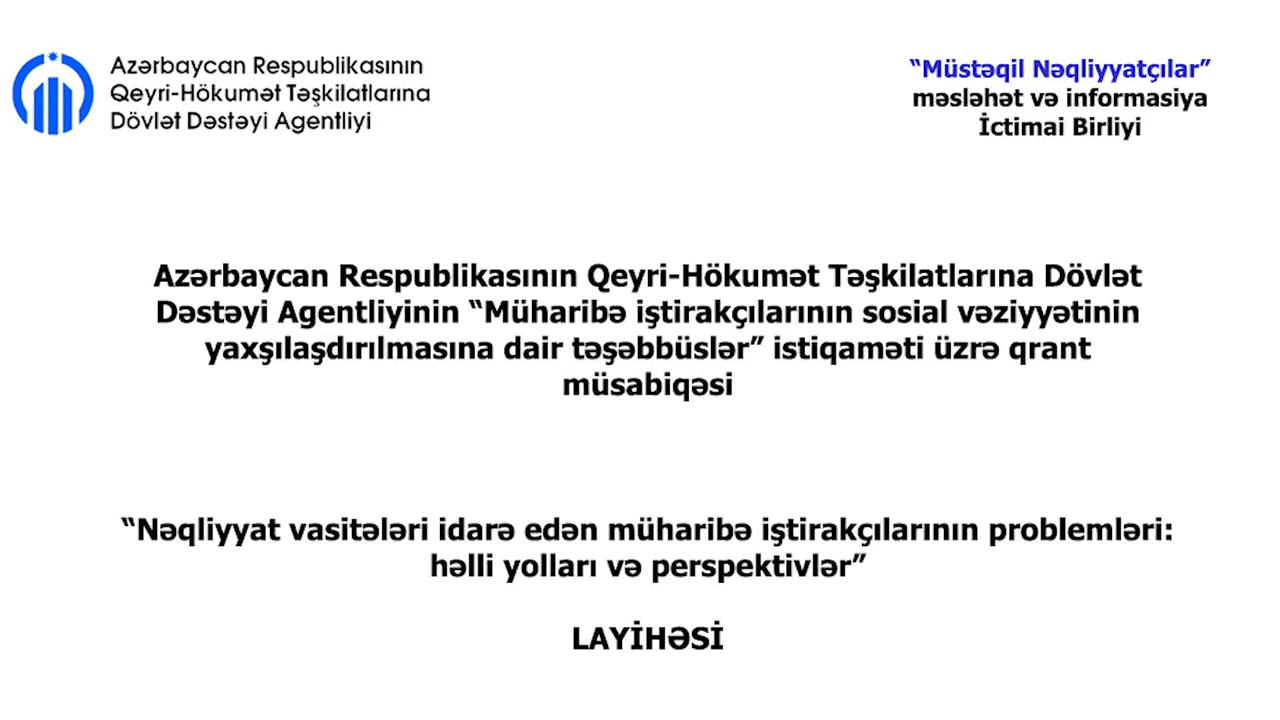 Azərbaycan Respublikasının
Qeyri-Hökumət Təşkilatlarına
Dövlət Dəstəyi Agentliyi
“Müstəqil Nəqliyyatçılar”
məsləhət və informasiya
İctimai Birliyi
Azərbaycan Respublikasının Qeyri-Hökumət Təşkilatlarına Dövlət
Dəstəyi Agentliyinin “Müharibə iştirakçılarının sosial vəziyyətinin
yaxşılaşdırılmasına dair təşəbbüslər” istiqaməti üzrə qrant
müsabiqəsi
“Nəqliyyat vasitələri idarə edən müharibə iştirakçılarının problemləri:
həlli yolları və perspektivlər”
LAYİHƏSİ